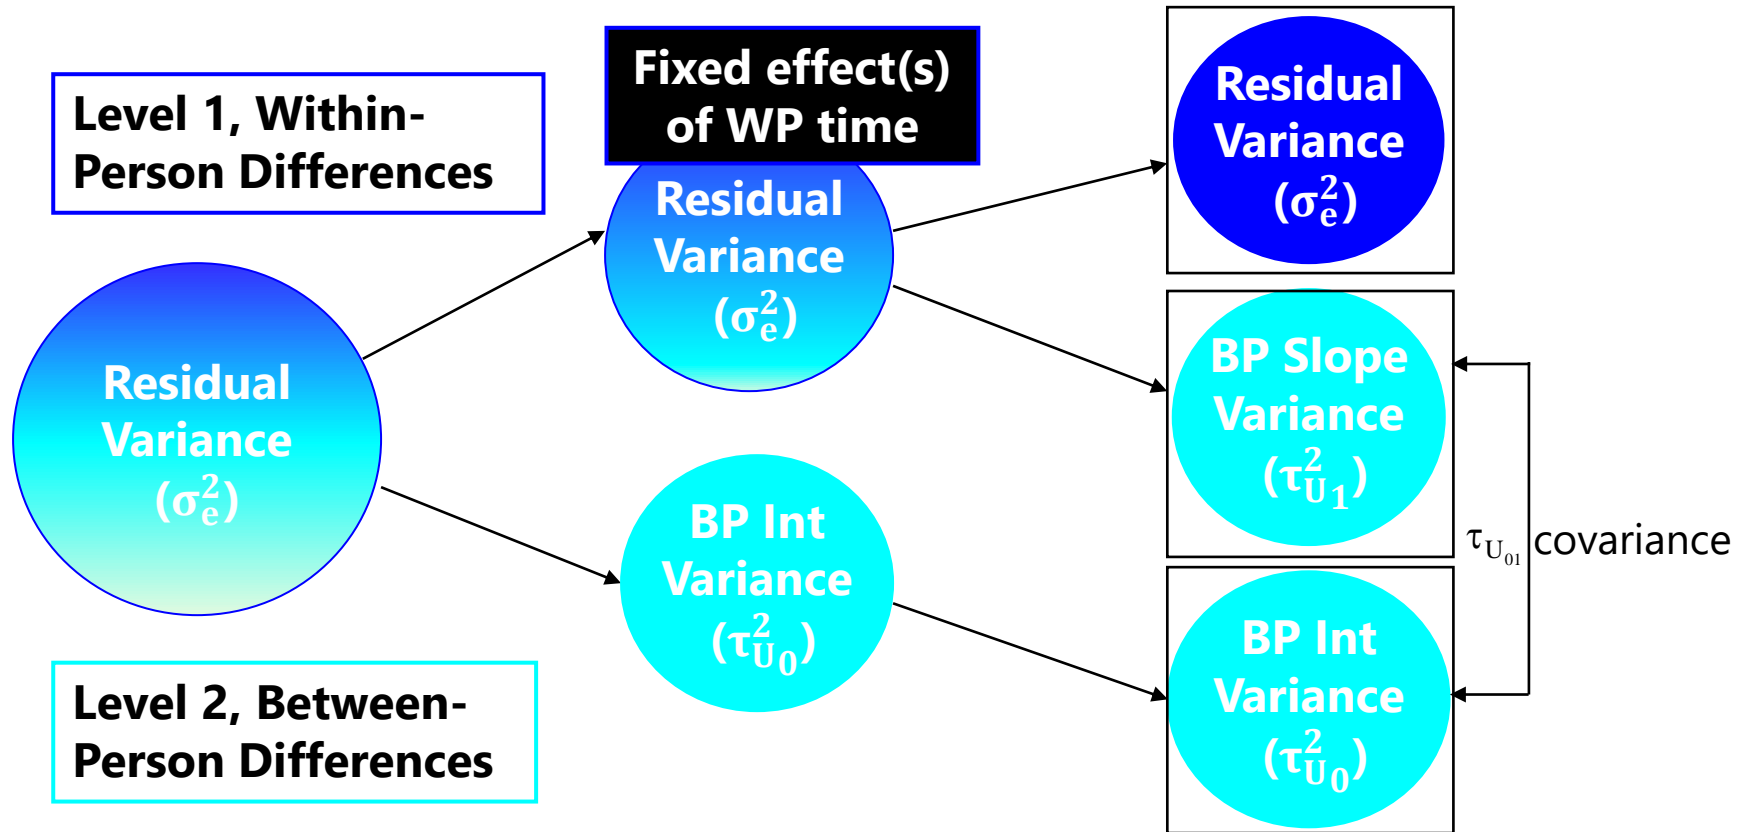 Level 1, Within-
Person Differences
Residual
Variance
(σ²ₑ)
Level 2, Between-
Person Differences
Fixed effect(s)
of WP time
Residual
Variance
(σ²ₑ)
BP Int
Variance
(τ²U₀)
Residual
Variance
(σ²ₑ)
BP Slope
Variance
(τ²U₁)
BP Int
Variance
(τ²U₀)
τU₀₁ covariance